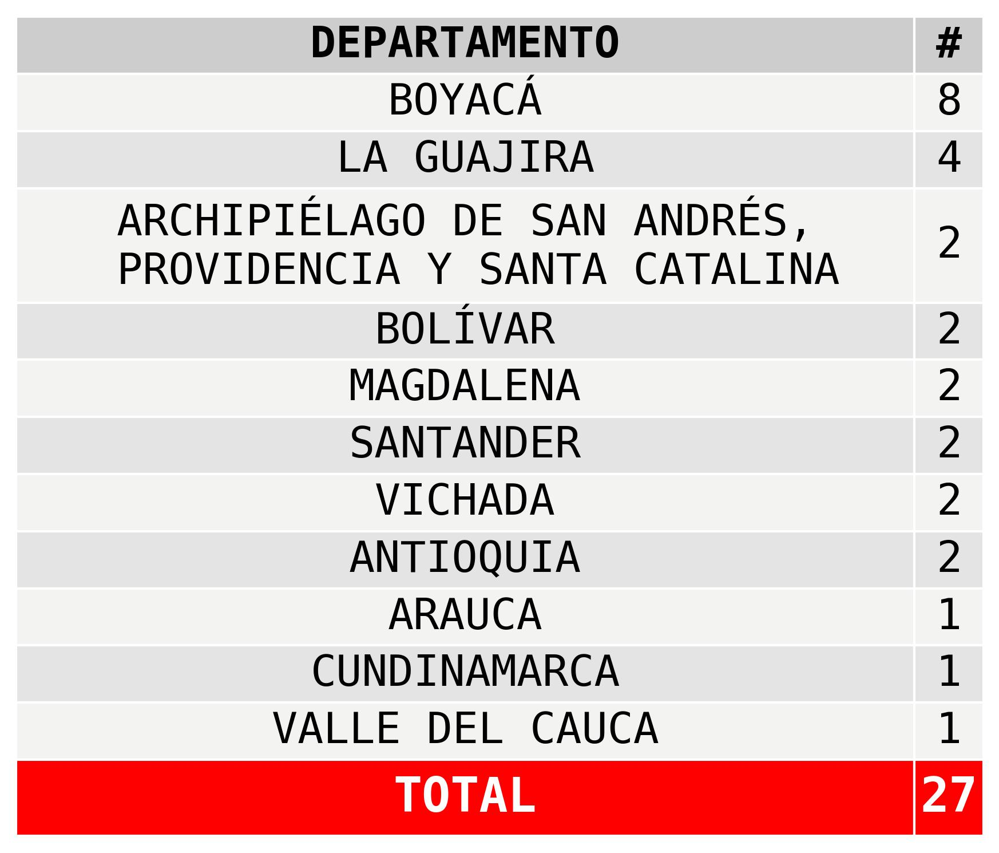 DEPARTAMENTO #
BOYACÁ 8
LA GUAJIRA 4
ARCHIPIÉLAGO DE SAN ANDRÉS,
PROVIDENCIA Y SANTA CATALINA 2
BOLÍVAR 2
MAGDALENA 2
SANTANDER 2
VICHADA 2
ANTIOQUIA 2
ARAUCA 1
CUNDINAMARCA 1
VALLE DEL CAUCA 1
TOTAL 27